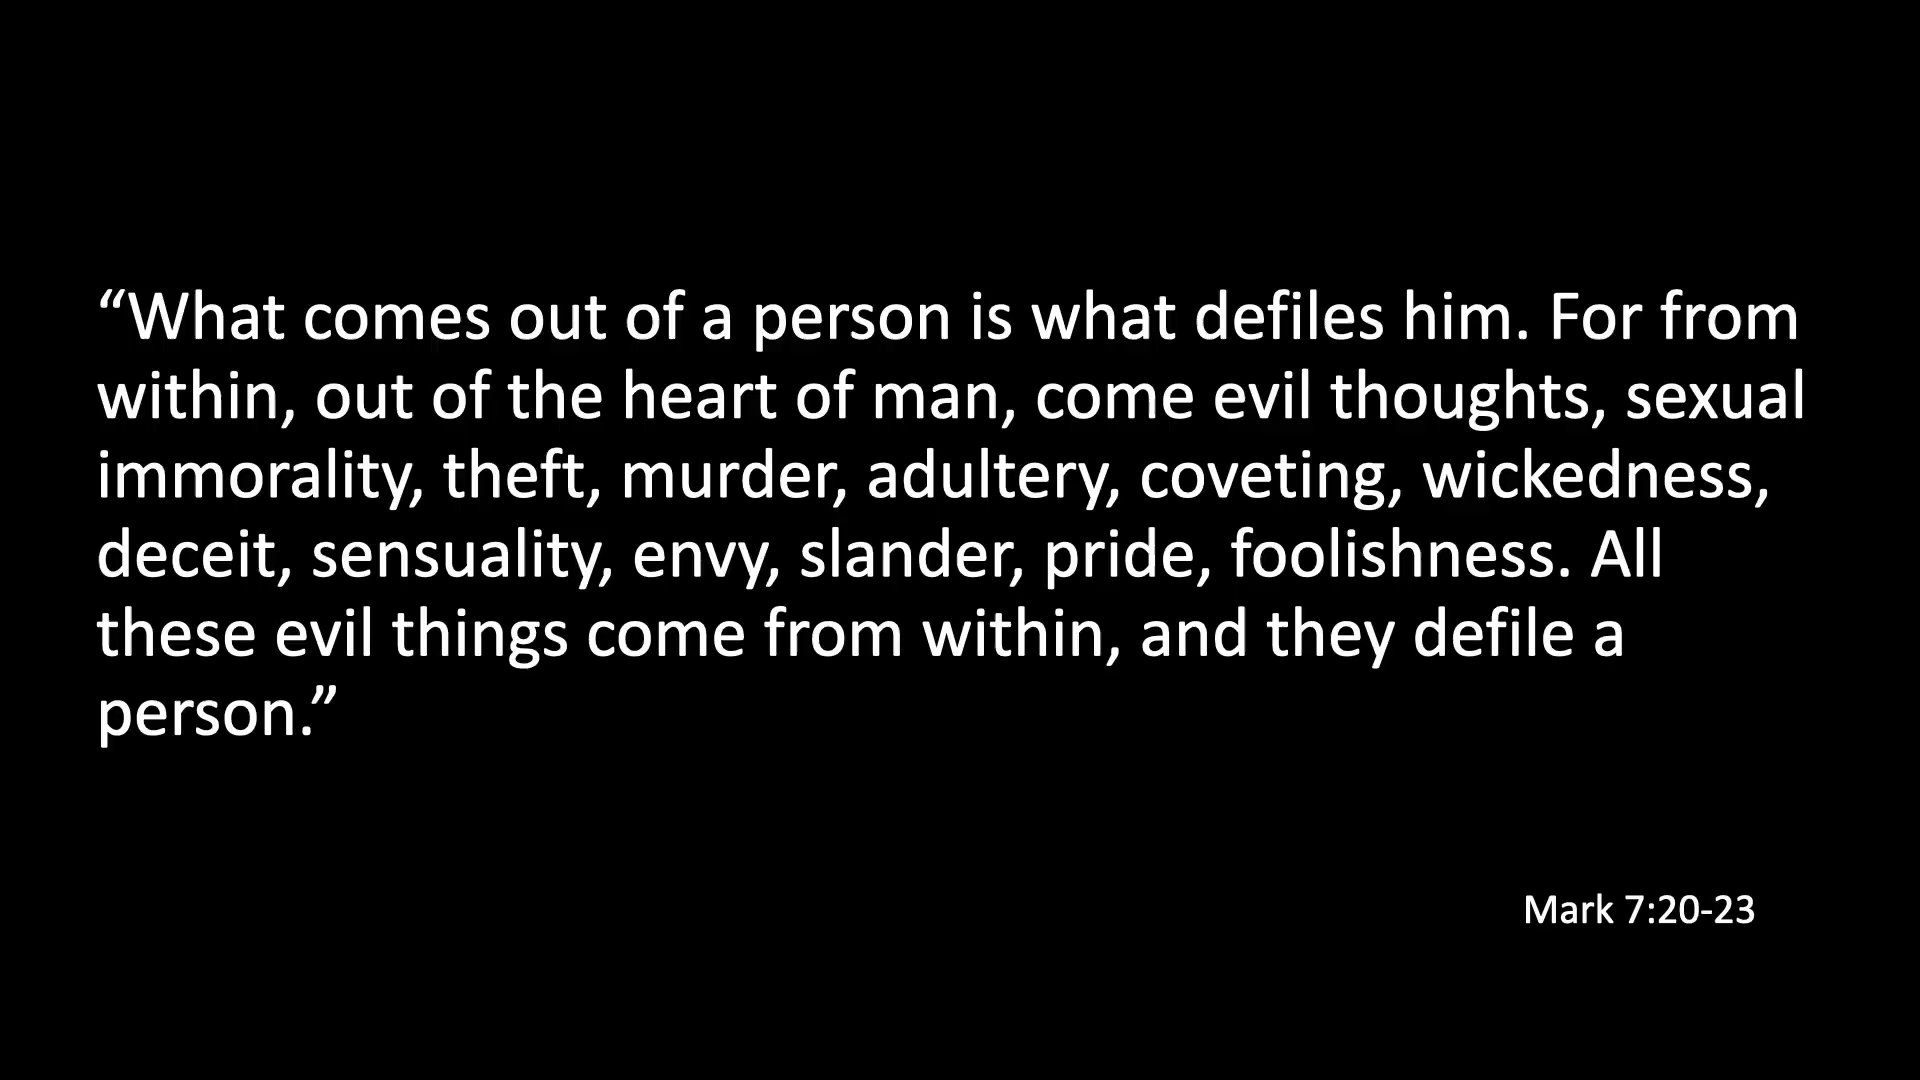 “What comes out of a person is what defiles him. For from
within, out of the heart of man, come evil thoughts, sexual
immorality, theft, murder, adultery, coveting, wickedness,
deceit, sensuality, envy, slander, pride, foolishness. All
these evil things come from within, and they defile a
person.”
Mark 7:20-23